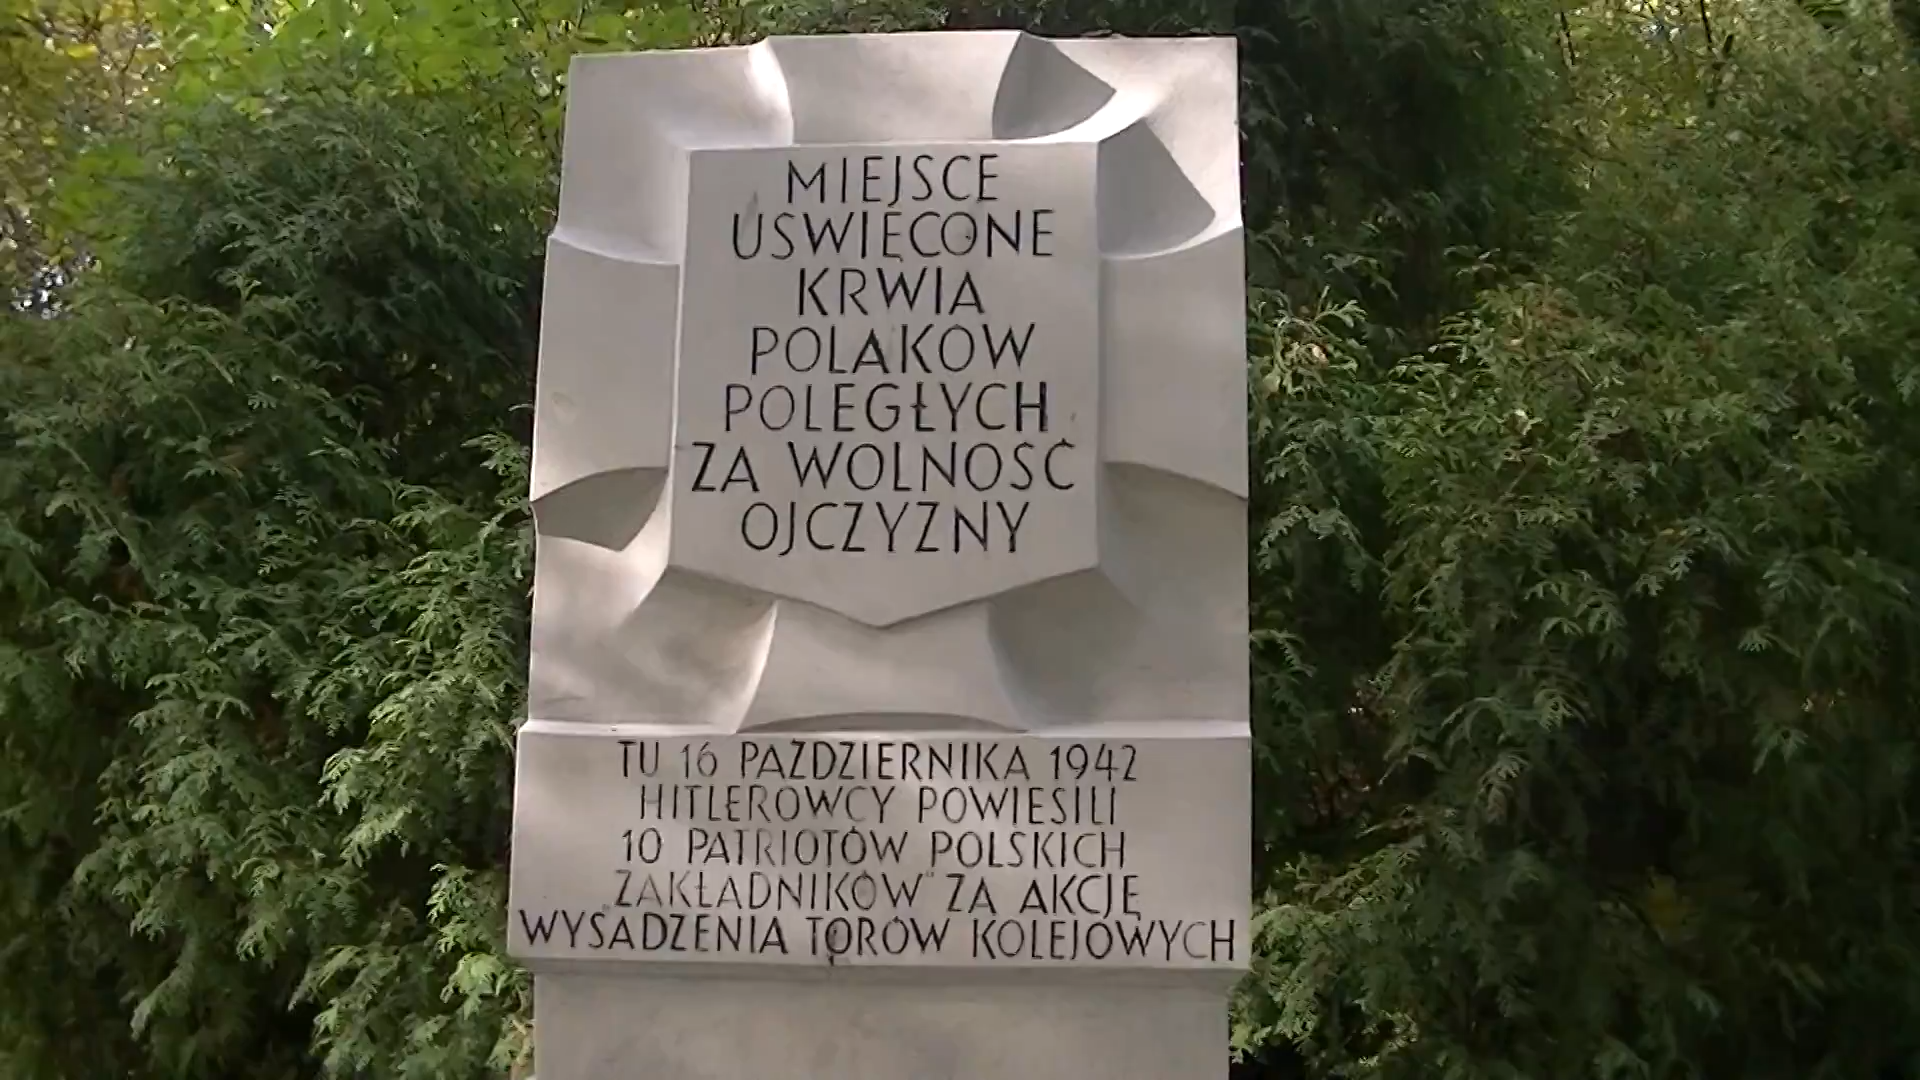 MIEJSCE
UŚWIĘCONE
KRWIĄ
POLAKÓW
POLEGŁYCH
ZA WOLNOŚĆ
OJCZYZNY
TU 16 PAŹDZIERNIKA 1942
HITLEROWCY POWIESILI
10 PATRIOTÓW POLSKICH
„ZAKŁADNIKÓW” ZA AKCJĘ
WYSADZENIA TORÓW KOLEJOWYCH